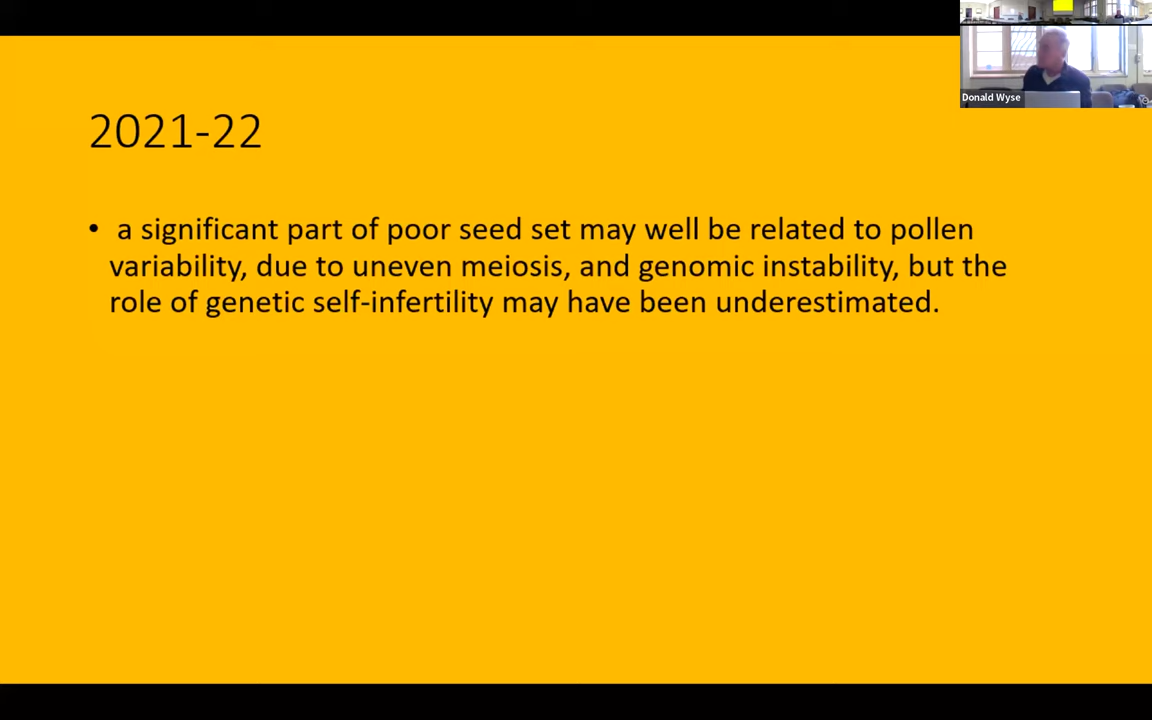 Donald Wyse
2021-22
• a significant part of poor seed set may well be related to pollen
variability, due to uneven meiosis, and genomic instability, but the
role of genetic self-infertility may have been underestimated.